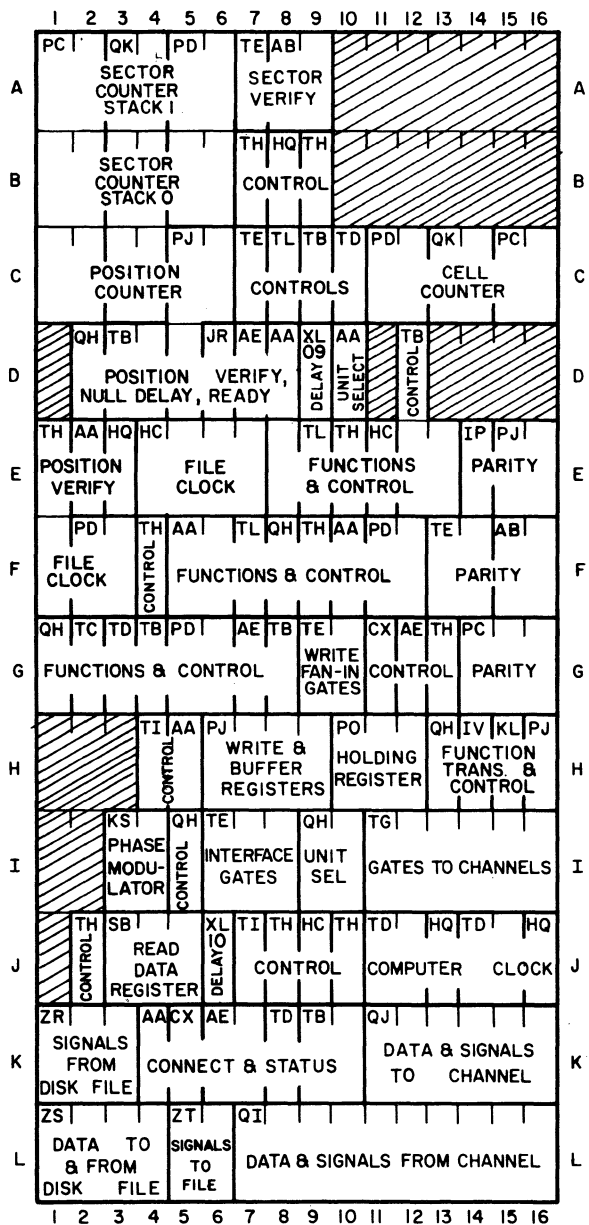 1 2 3 4 5 6 7 8 9 10 11 12 13 14 15 16
A PC QK PD TE AB A
SECTOR COUNTER STACK 1
SECTOR VERIFY
B TH HQ TH B
SECTOR COUNTER STACK 0
CONTROL
C PJ TE TL TB TD PD QK PC C
POSITION COUNTER
CONTROLS
CELL COUNTER
D QH TB JR AE AA XL 09 AA TB D
POSITION VERIFY,
NULL DELAY, READY
DELAY
UNIT SELECT
CONTROL
E TH AA HQ HC TL TH HC IP PJ E
POSITION VERIFY
FILE CLOCK
FUNCTIONS & CONTROL
PARITY
F PD TH AA TL QH TH AA PD TE AB F
FILE CLOCK
CONTROL
FUNCTIONS & CONTROL
PARITY
G QH TC TD TB PD AE TB TE CX AE TH PC G
FUNCTIONS & CONTROL
WRITE FAN-IN GATES
CONTROL
PARITY
H TI AA PJ PO QH IV KL PJ H
CONTROL
WRITE & BUFFER REGISTERS
HOLDING REGISTER
FUNCTION TRANS. & CONTROL
I KS QH TE QH TG I
PHASE MODU-LATOR
CONTROL
INTERFACE GATES
UNIT SEL
GATES TO CHANNELS
J TH SB XL 10 TI TH HC TH TD HQ TD HQ J
CONTROL
READ DATA REGISTER
DELAY
CONTROL
COMPUTER CLOCK
K ZR AA CX AE TD TB QJ K
SIGNALS FROM DISK FILE
CONNECT & STATUS
DATA & SIGNALS TO CHANNEL
L ZS ZT QI L
DATA TO & FROM DISK FILE
SIGNALS TO FILE
DATA & SIGNALS FROM CHANNEL
1 2 3 4 5 6 7 8 9 10 11 12 13 14 15 16